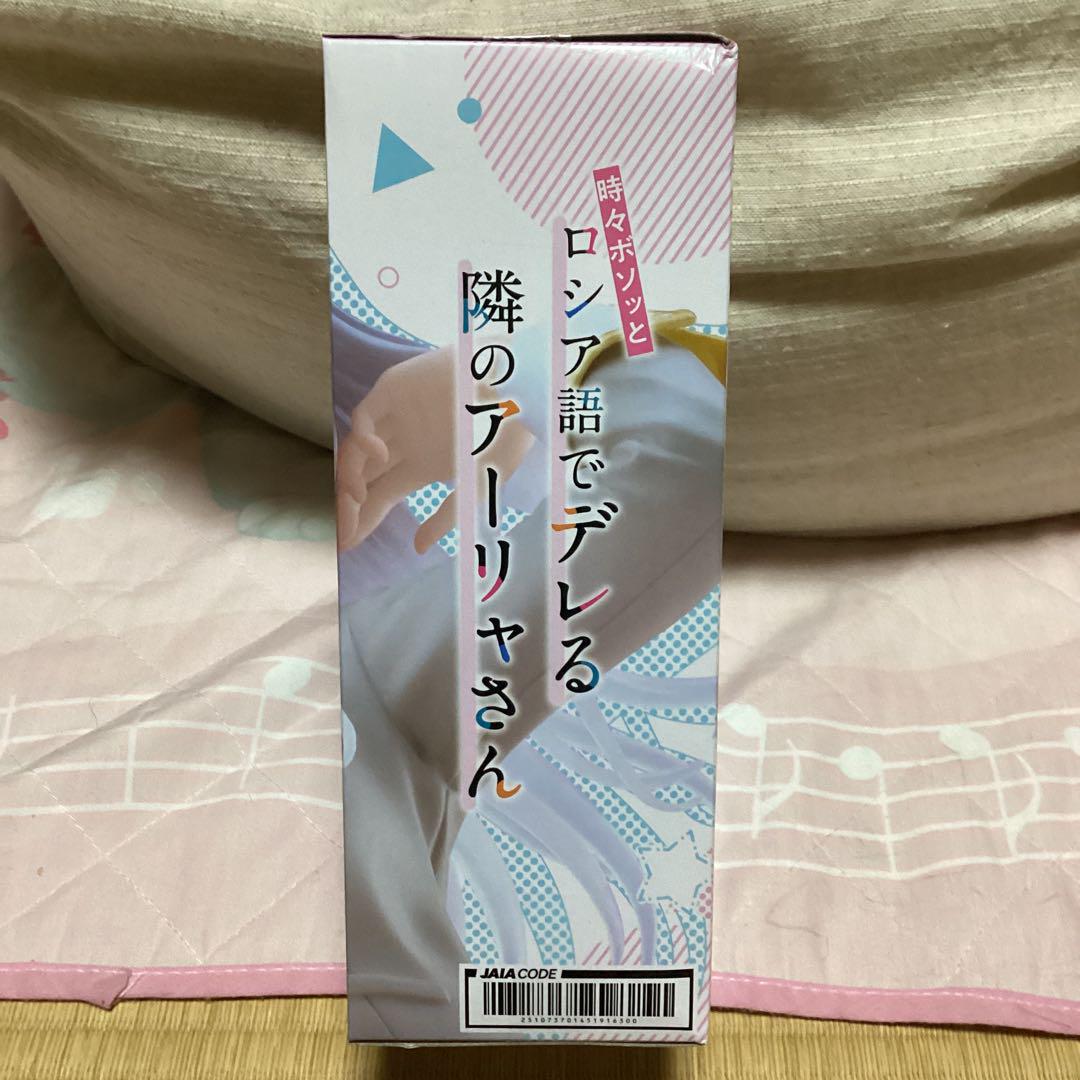 時々ボソッと
ロシア語でデレる
隣のアーリャさん
JAIA CODE
251073701451916500